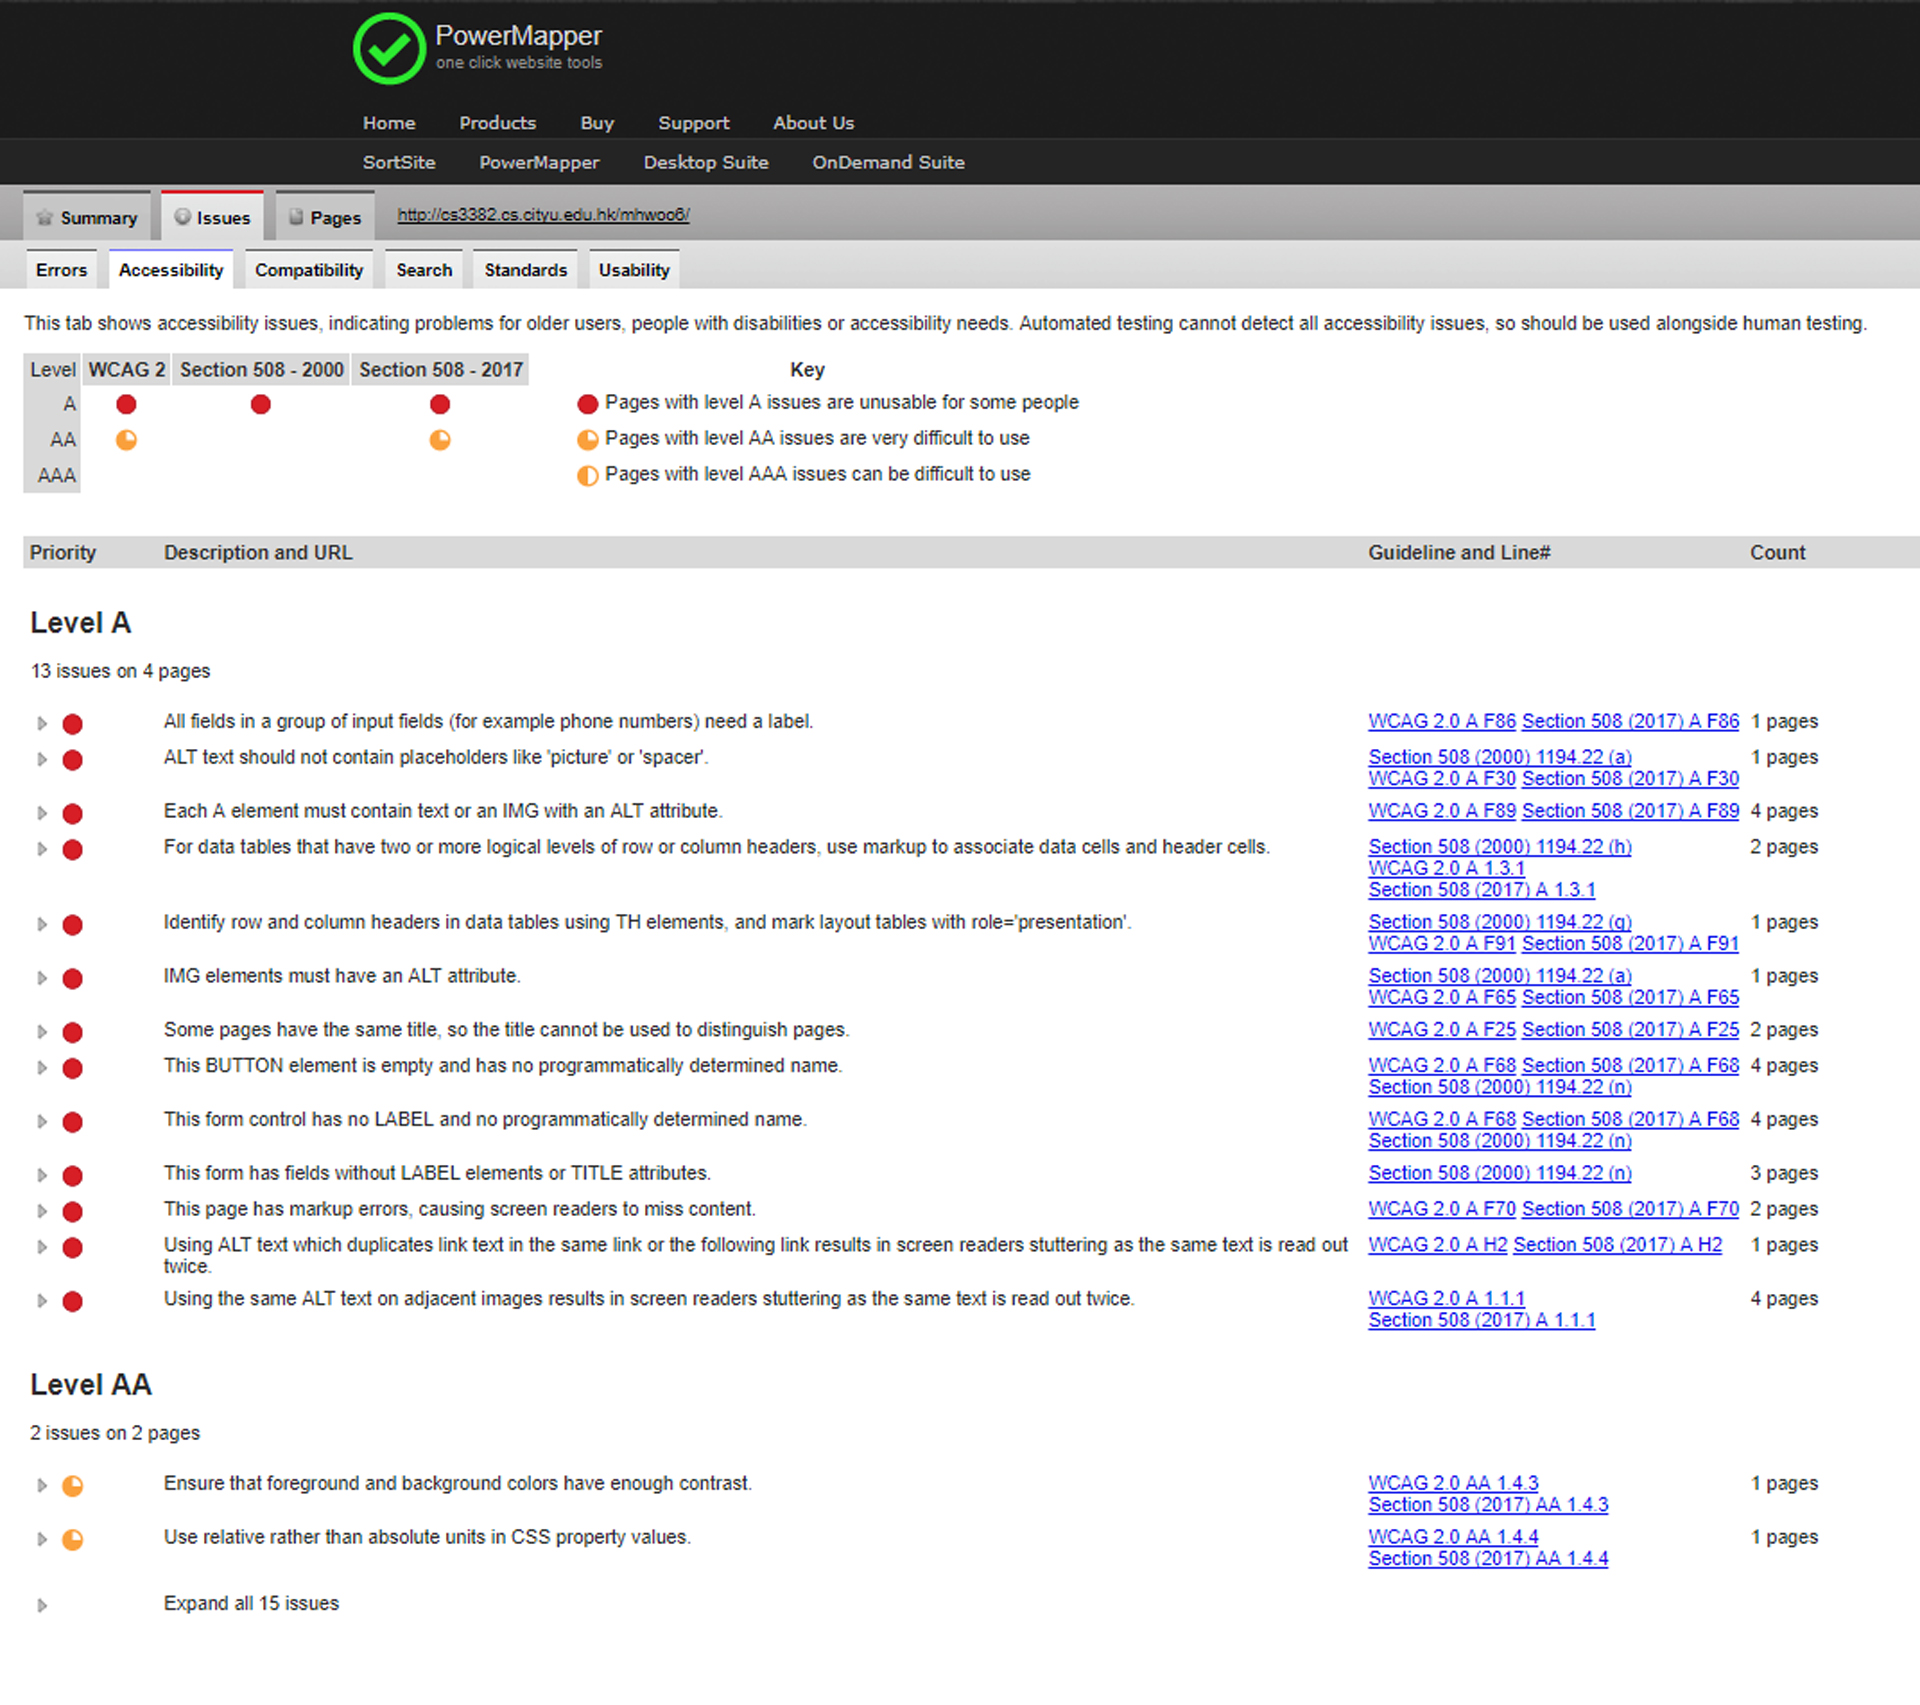 PowerMapper
one click website tools
Home Products Buy Support About Us
SortSite PowerMapper Desktop Suite OnDemand Suite
Summary Issues Pages http://cs3382.cs.cityu.edu.hk/mhwoo6/
Errors Accessibility Compatibility Search Standards Usability
This tab shows accessibility issues, indicating problems for older users, people with disabilities or accessibility needs. Automated testing cannot detect all accessibility issues, so should be used alongside human testing.
Level WCAG 2 Section 508 - 2000 Section 508 - 2017 Key
A Pages with level A issues are unusable for some people
AA Pages with level AA issues are very difficult to use
AAA Pages with level AAA issues can be difficult to use
Priority Description and URL Guideline and Line# Count
Level A
13 issues on 4 pages
All fields in a group of input fields (for example phone numbers) need a label. WCAG 2.0 A F86 Section 508 (2017) A F86 1 pages
ALT text should not contain placeholders like 'picture' or 'spacer'. Section 508 (2000) 1194.22 (a) 1 pages
WCAG 2.0 A F30 Section 508 (2017) A F30
Each A element must contain text or an IMG with an ALT attribute. WCAG 2.0 A F89 Section 508 (2017) A F89 4 pages
For data tables that have two or more logical levels of row or column headers, use markup to associate data cells and header cells. Section 508 (2000) 1194.22 (h) 2 pages
WCAG 2.0 A 1.3.1
Section 508 (2017) A 1.3.1
Identify row and column headers in data tables using TH elements, and mark layout tables with role='presentation'. Section 508 (2000) 1194.22 (g) 1 pages
WCAG 2.0 A F91 Section 508 (2017) A F91
IMG elements must have an ALT attribute. Section 508 (2000) 1194.22 (a) 1 pages
WCAG 2.0 A F65 Section 508 (2017) A F65
Some pages have the same title, so the title cannot be used to distinguish pages. WCAG 2.0 A F25 Section 508 (2017) A F25 2 pages
This BUTTON element is empty and has no programmatically determined name. WCAG 2.0 A F68 Section 508 (2017) A F68 4 pages
Section 508 (2000) 1194.22 (n)
This form control has no LABEL and no programmatically determined name. WCAG 2.0 A F68 Section 508 (2017) A F68 4 pages
Section 508 (2000) 1194.22 (n)
This form has fields without LABEL elements or TITLE attributes. Section 508 (2000) 1194.22 (n) 3 pages
This page has markup errors, causing screen readers to miss content. WCAG 2.0 A F70 Section 508 (2017) A F70 2 pages
Using ALT text which duplicates link text in the same link or the following link results in screen readers stuttering as the same text is read out WCAG 2.0 A H2 Section 508 (2017) A H2 1 pages
twice.
Using the same ALT text on adjacent images results in screen readers stuttering as the same text is read out twice. WCAG 2.0 A 1.1.1 4 pages
Section 508 (2017) A 1.1.1
Level AA
2 issues on 2 pages
Ensure that foreground and background colors have enough contrast. WCAG 2.0 AA 1.4.3 1 pages
Section 508 (2017) AA 1.4.3
Use relative rather than absolute units in CSS property values. WCAG 2.0 AA 1.4.4 1 pages
Section 508 (2017) AA 1.4.4
Expand all 15 issues